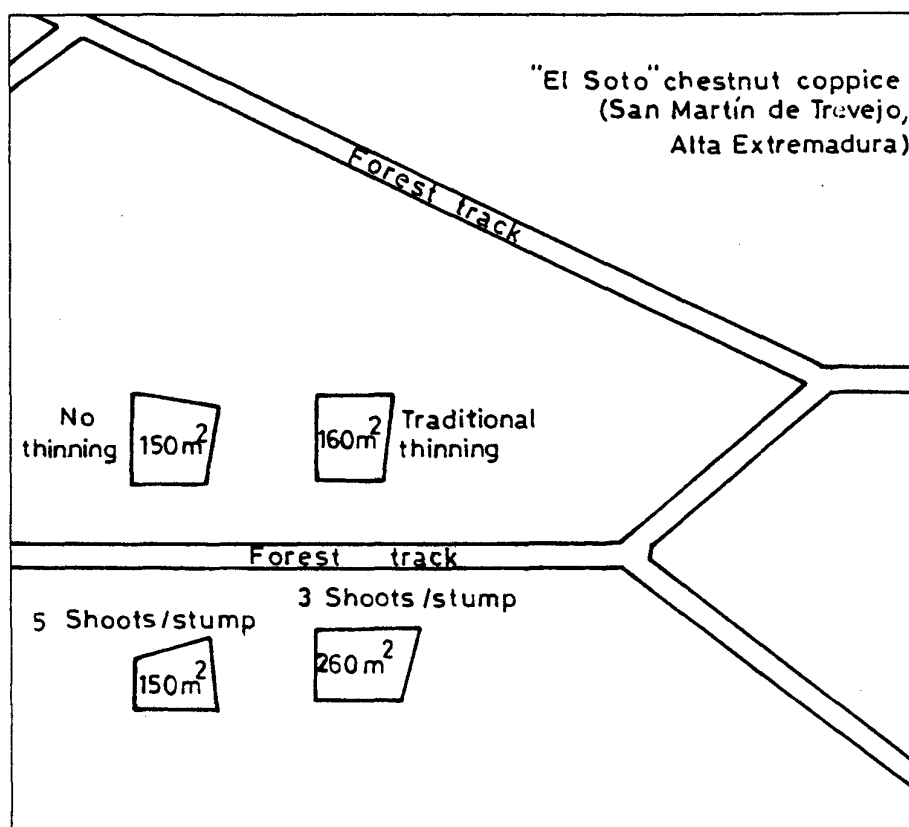 "El Soto" chestnut coppice
(San Martín de Trevejo,
Alta Extremadura)
Forest track
No
thinning
150m²
160m²
Traditional
thinning
Forest track
3 Shoots/stump
5 Shoots/stump
150m²
260m²